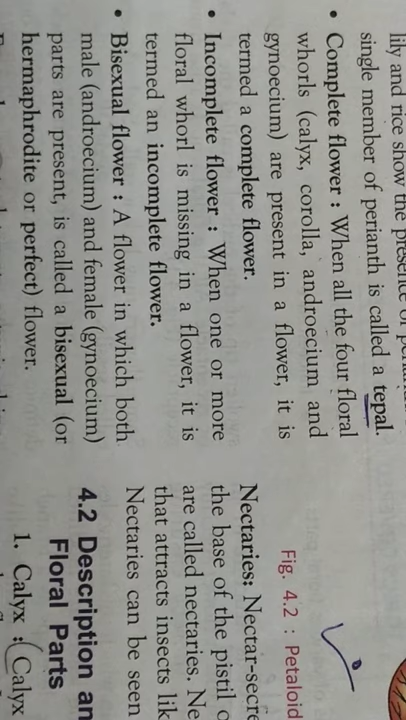 lily and rice show the presence of
single member of perianth is called a tepal.
• Complete flower : When all the four floral
whorls (calyx, corolla, androecium and
gynoecium) are present in a flower, it is
termed a complete flower.
• Incomplete flower : When one or more
floral whorl is missing in a flower, it is
termed an incomplete flower.
• Bisexual flower : A flower in which both
male (androecium) and female (gynoecium)
parts are present, is called a bisexual (or
hermaphrodite or perfect) flower.
Fig. 4.2 : Petaloid
Nectaries: Nectar-secre
the base of the pistil o
are called nectaries. Ne
that attracts insects lik
Nectaries can be seen
4.2 Description an
Floral Parts
1. Calyx : Calyx